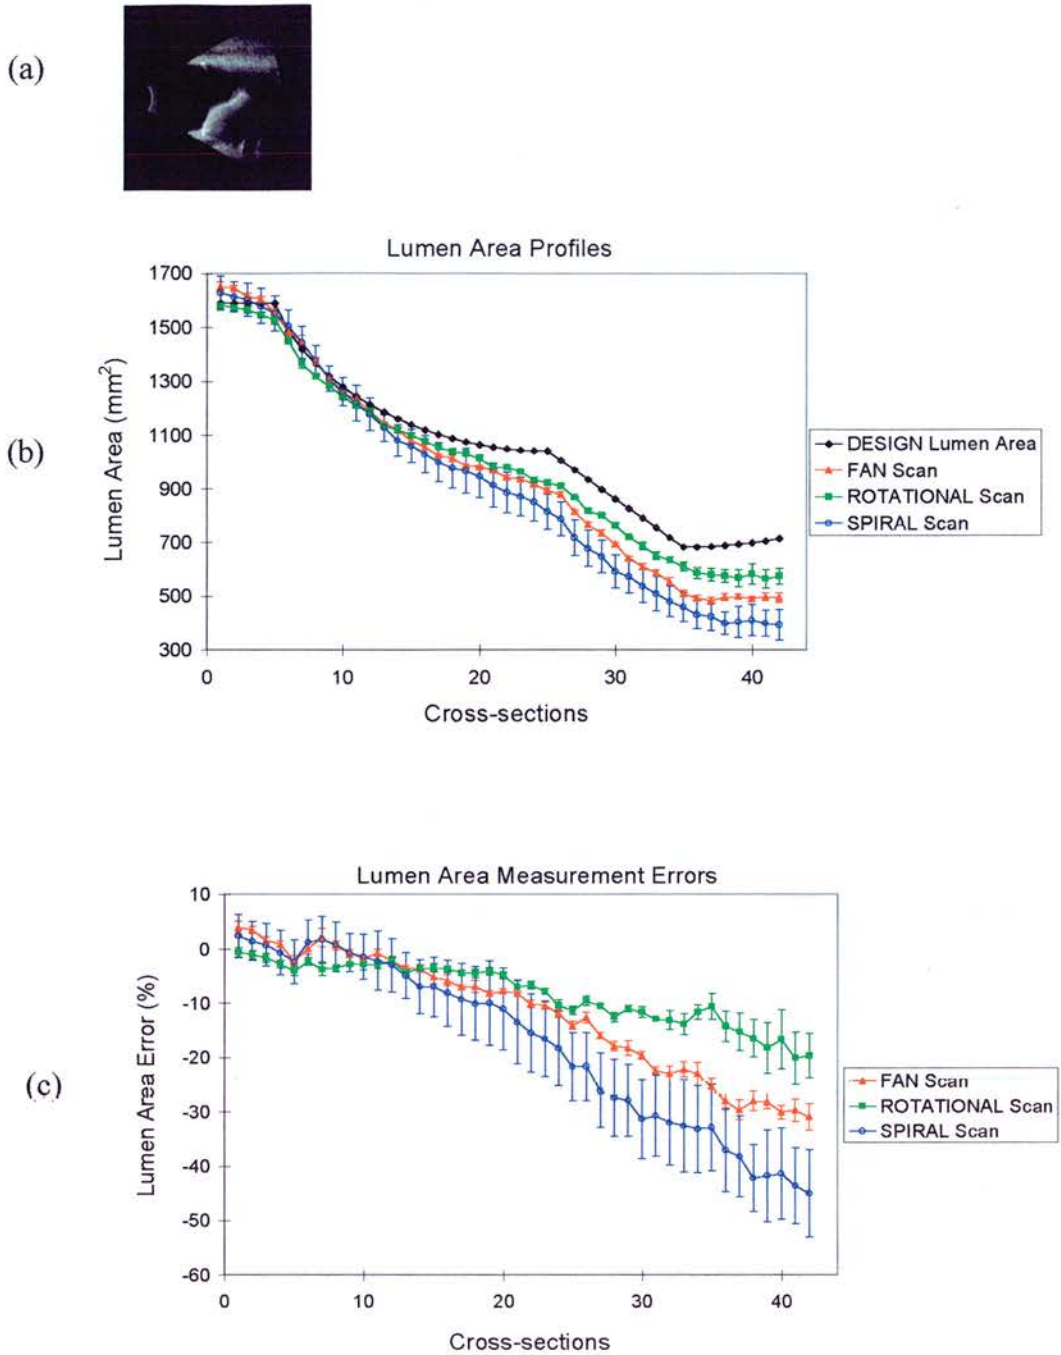 (a)
Lumen Area Profiles
1700
1500
1300
1100
900
700
500
300
Lumen Area (mm²)
0 10 20 30 40
Cross-sections
DESIGN Lumen Area
FAN Scan
ROTATIONAL Scan
SPIRAL Scan
(b)
Lumen Area Measurement Errors
10
0
-10
-20
-30
-40
-50
-60
Lumen Area Error (%)
0 10 20 30 40
Cross-sections
FAN Scan
ROTATIONAL Scan
SPIRAL Scan
(c)